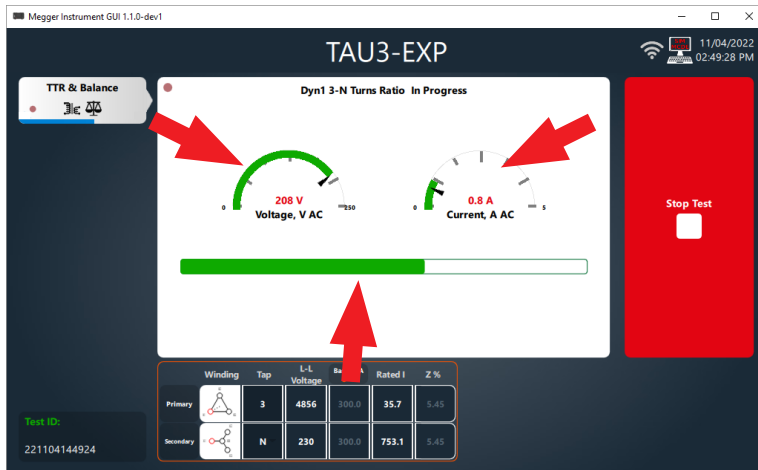 Megger Instrument GUI 1.1.0-dev1
TAU3-EXP
11/04/2022
02:49:28 PM
TTR & Balance
Dyn1 3-N Turns Ratio In Progress
0
208 V
250
Voltage, V AC
0
0.8 A
5
Current, A AC
Stop Test
Winding Tap L-L Voltage Rated I Z %
Primary 3 4856 300.0 35.7 5.45
Secondary N 230 300.0 753.1 5.45
Test ID:
221104144924